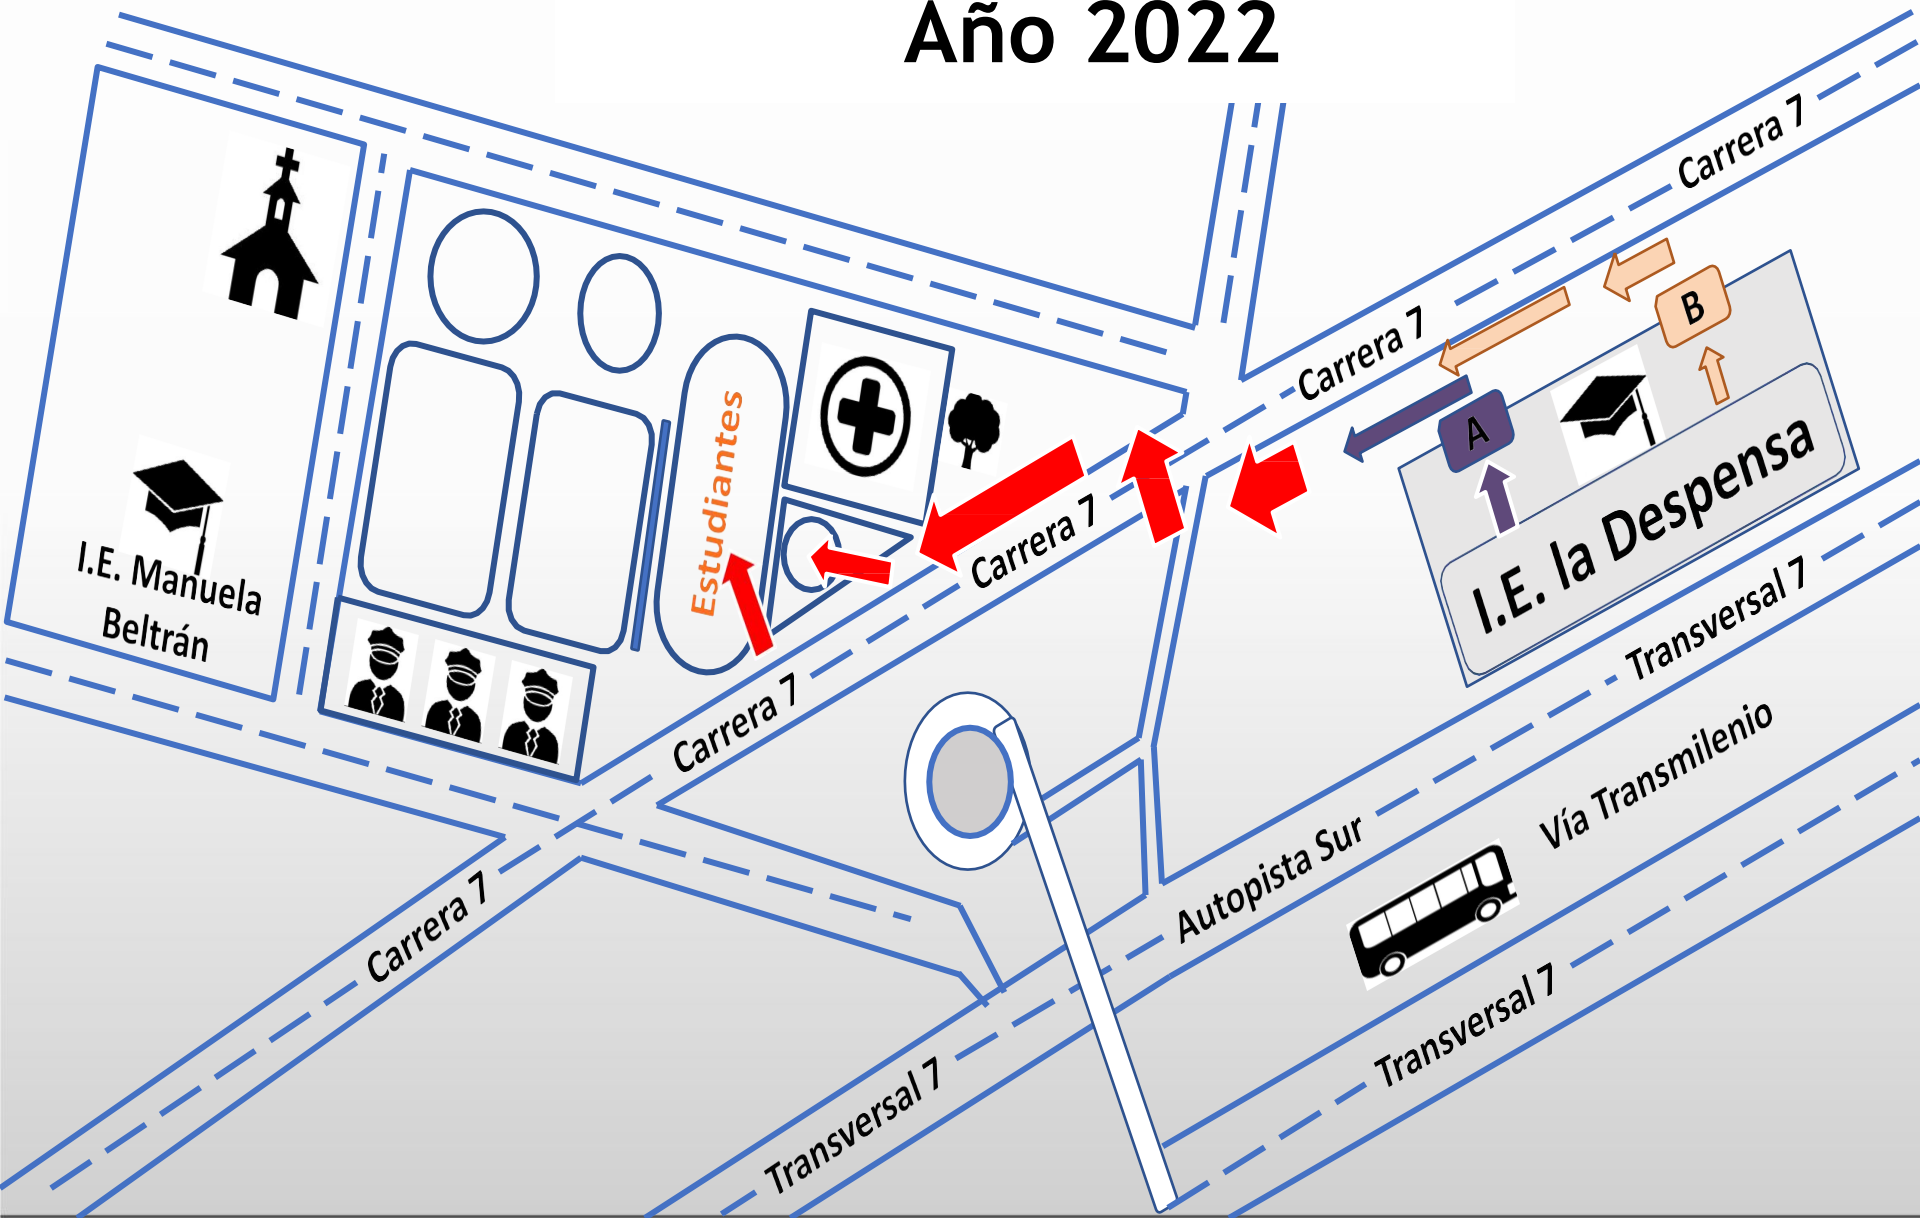 Año 2022
Carrera 7
Carrera 7
B
A
Estudiantes
I.E. la Despensa
Carrera 7
I.E. Manuela
Beltrán
Transversal 7
Carrera 7
Vía Transmilenio
Autopista Sur
Carrera 7
Transversal 7
Transversal 7